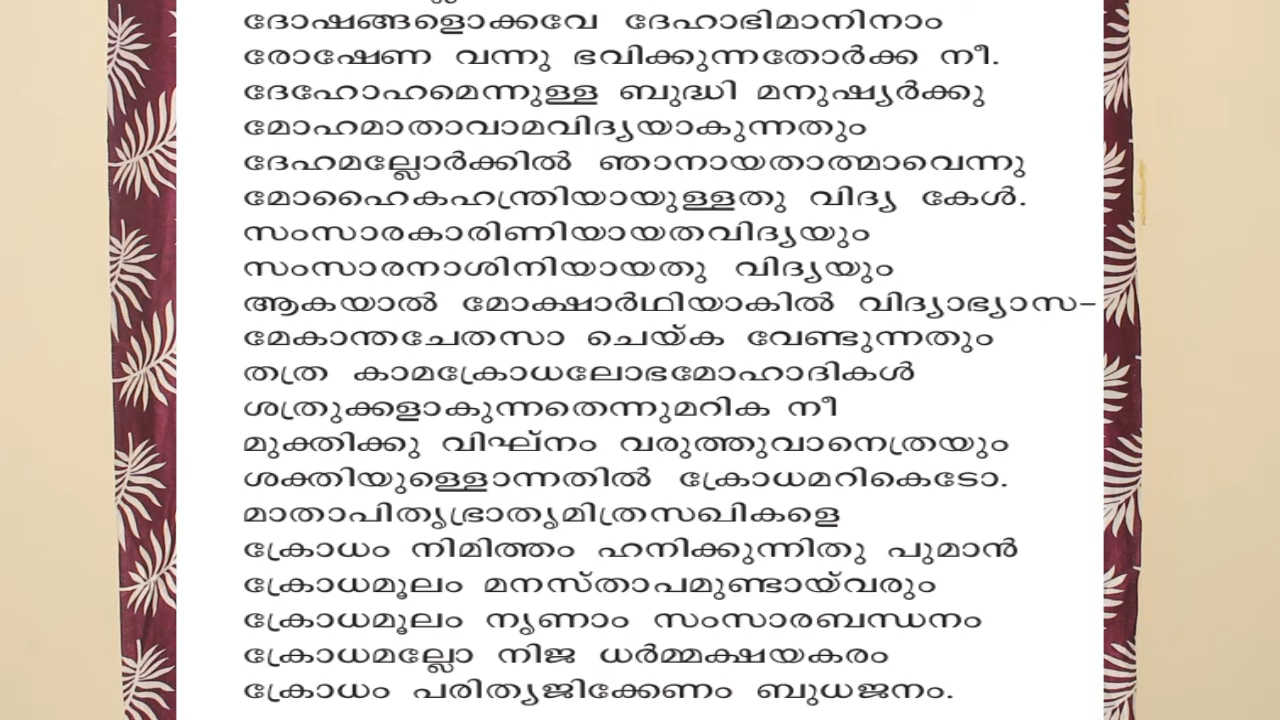 ദോഷങ്ങളൊക്കവേ ദേഹാഭിമാനിനാം
രോഷേണ വന്നു ഭവിക്കുന്നതോർക്ക നീ.
ദേഹോഹമെന്നുള്ള ബുദ്ധി മനുഷ്യർക്കു
മോഹമാതാവാമവിദ്യയാകുന്നതും
ദേഹമല്ലോർക്കിൽ ഞാനായതാത്മാവെന്നു
മോഹൈകഹന്ത്രിയായുള്ളതു വിദ്യ കേൾ.
സംസാരകാരിണിയായതവിദ്യയും
സംസാരനാശിനിയായതു വിദ്യയും
ആകയാൽ മോക്ഷാർഥിയാകിൽ വിദ്യാഭ്യാസ-
മേകാന്തചേതസാ ചെയ്ക വേണ്ടുന്നതും
തത്ര കാമക്രോധലോഭമോഹാദികൾ
ശത്രുക്കളാകുന്നതെന്നുമറിക നീ
മുക്തിക്കു വിഘ്നം വരുത്തുവാനെത്രയും
ശക്തിയുള്ളൊന്നതിൽ ക്രോധമറികെടോ.
മാതാപിതൃഭ്രാതൃമിത്രസഖികളെ
ക്രോധം നിമിത്തം ഹനിക്കുന്നിതു പുമാൻ
ക്രോധമൂലം മനസ്താപമുണ്ടായ്‌വരും
ക്രോധമൂലം നൃണാം സംസാരബന്ധനം
ക്രോധമല്ലോ നിജ ധർമ്മക്ഷയകരം
ക്രോധം പരിത്യജിക്കേണം ബുധജനം.